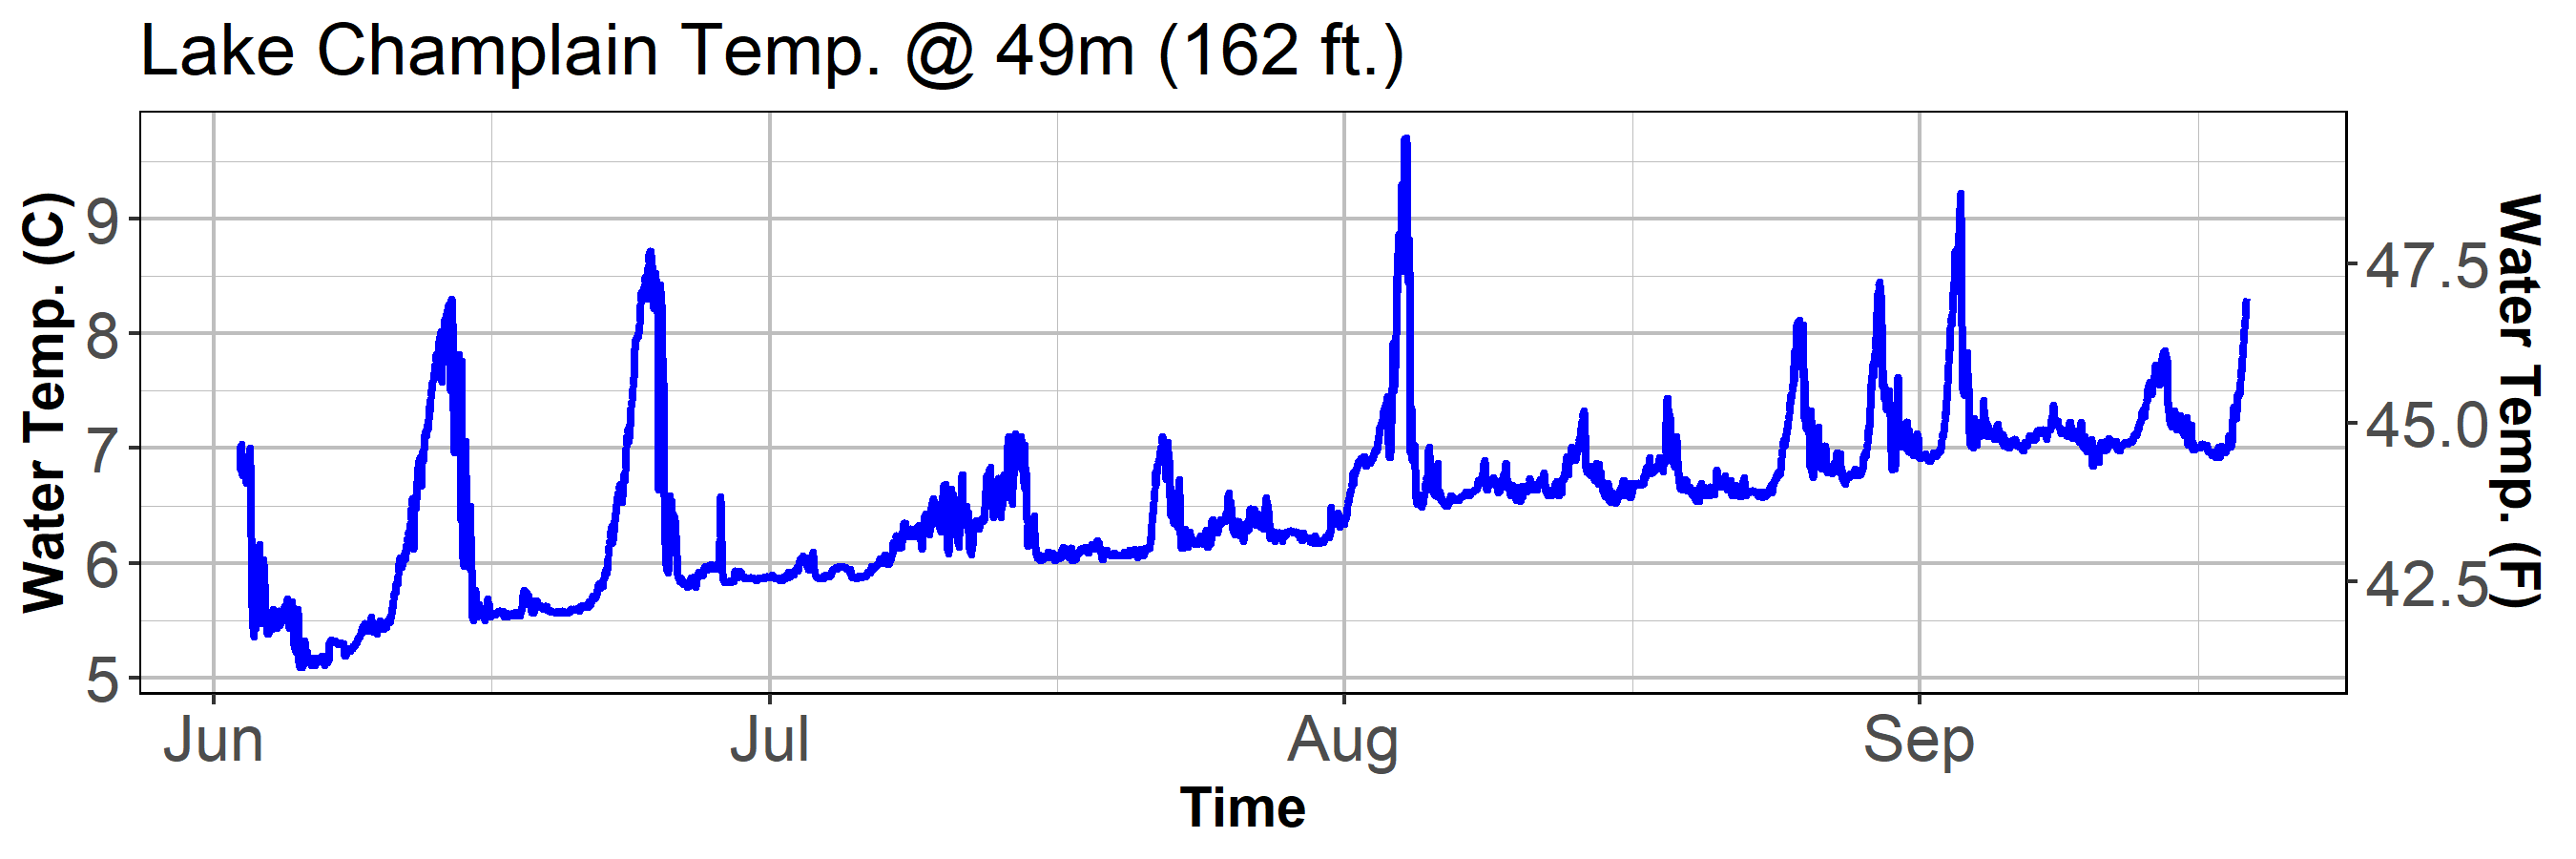 Lake Champlain Temp. @ 49m (162 ft.)
Water Temp. (C)
9
8
7
6
5
47.5
45.0
42.5
Water Temp. (F)
Jun Jul Aug Sep
Time